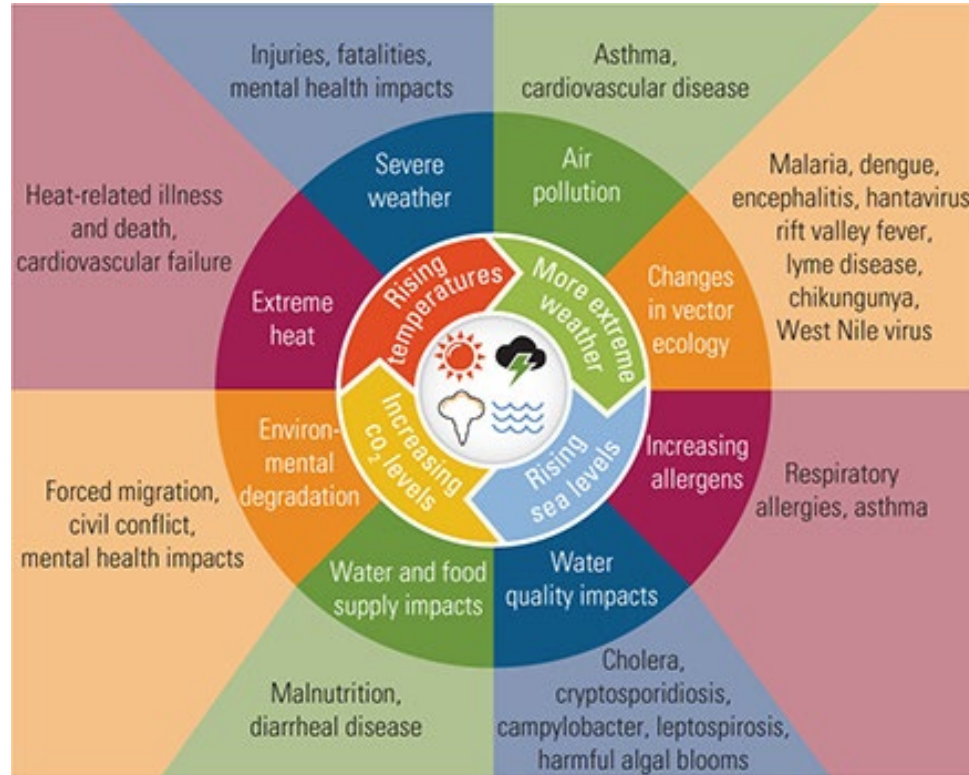 Injuries, fatalities,
mental health impacts
Asthma,
cardiovascular disease
Severe
weather
Air
pollution
Heat-related illness
and death,
cardiovascular failure
Malaria, dengue,
encephalitis, hantavirus
rift valley fever,
lyme disease,
chikungunya,
West Nile virus
Extreme
heat
Changes
in vector
ecology
Rising
temperatures
More extreme
weather
Increasing
CO2 levels
Rising
sea levels
Environ-
mental
degradation
Increasing
allergens
Forced migration,
civil conflict,
mental health impacts
Respiratory
allergies, asthma
Water and food
supply impacts
Water
quality impacts
Malnutrition,
diarrheal disease
Cholera,
cryptosporidiosis,
campylobacter, leptospirosis,
harmful algal blooms